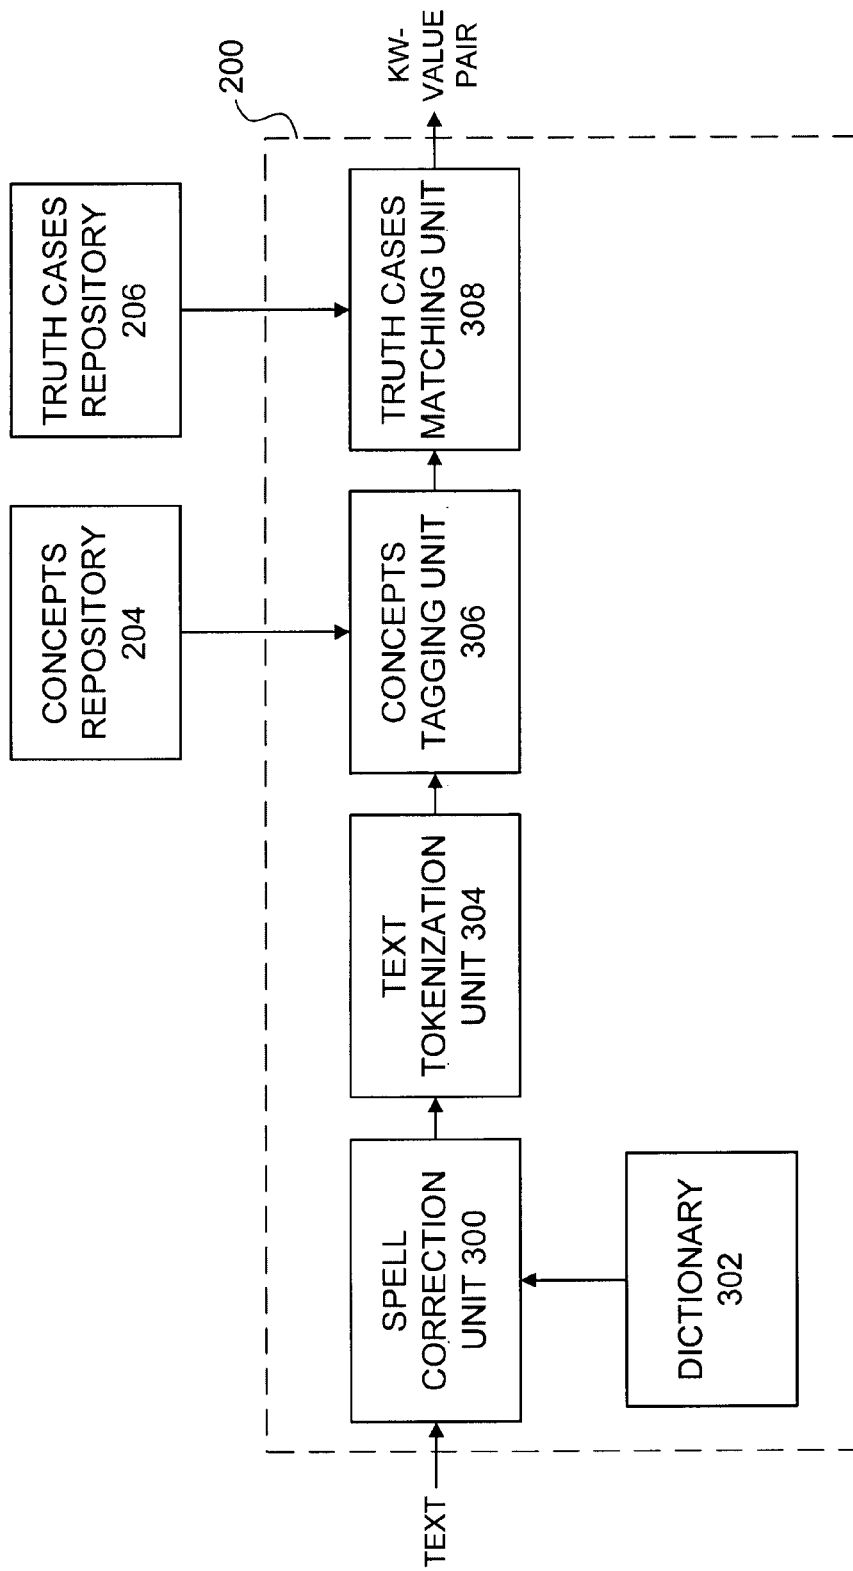 CONCEPTS
REPOSITORY
204
TRUTH CASES
REPOSITORY
206
200
TEXT
SPELL
CORRECTION
UNIT 300
TEXT
TOKENIZATION
UNIT 304
CONCEPTS
TAGGING UNIT
306
TRUTH CASES
MATCHING UNIT
308
KW-
VALUE
PAIR
DICTIONARY
302